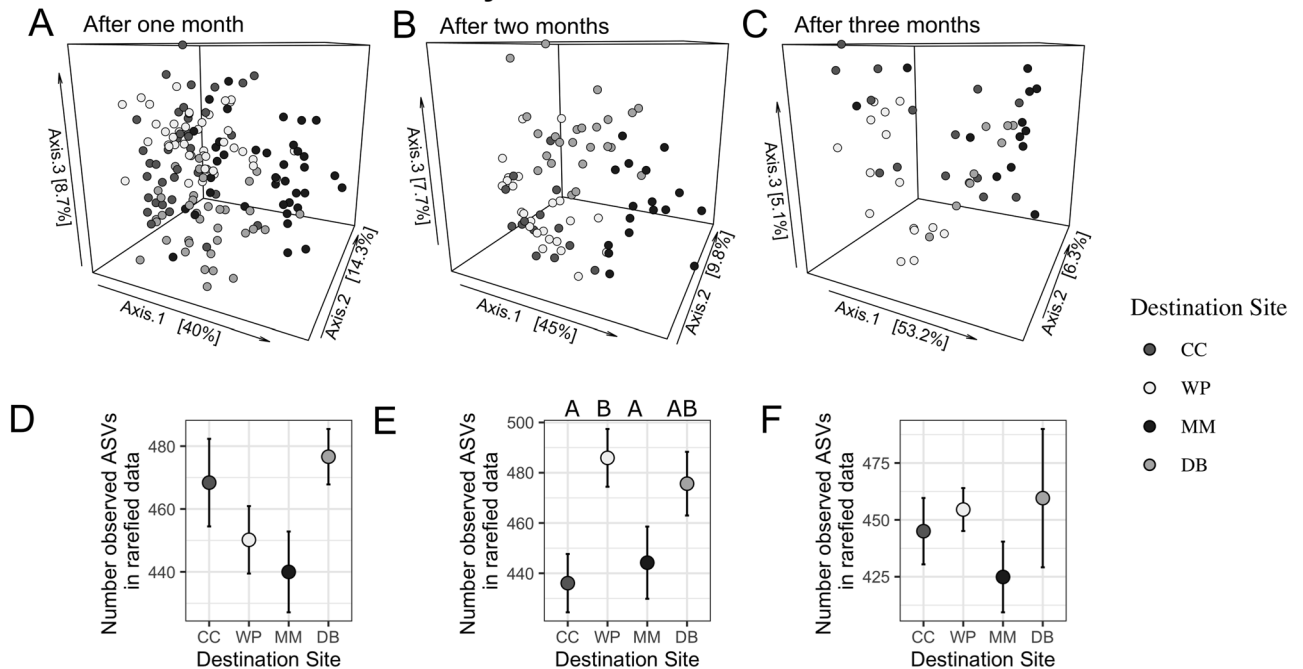 A
After one month
B
After two months
C
After three months
Axis.3 [8.7%]
Axis.1 [40%]
Axis.2 [14.3%]
Axis.3 [7.7%]
Axis.1 [45%]
Axis.2 [9.8%]
Axis.3 [5.1%]
Axis.1 [53.2%]
Axis.2 [6.3%]
Destination Site
CC
WP
MM
DB
D
Number observed ASVs
in rarefied data
480
460
440
CC WP MM DB
Destination Site
E
A B A AB
Number observed ASVs
in rarefied data
500
480
460
440
CC WP MM DB
Destination Site
F
Number observed ASVs
in rarefied data
475
450
425
CC WP MM DB
Destination Site